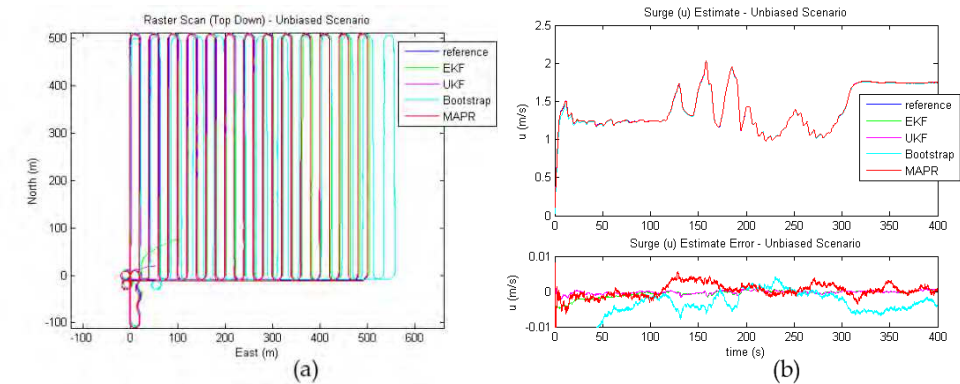 Raster Scan (Top Down) - Unbiased Scenario
500
400
300
200
100
0
-100
North (m)
-100 0 100 200 300 400 500 600
East (m)
reference
EKF
UKF
Bootstrap
MAPR
(a)
Surge (u) Estimate - Unbiased Scenario
2.5
2
1.5
1
0.5
0
u (m/s)
0 50 100 150 200 250 300 350 400
reference
EKF
UKF
Bootstrap
MAPR
Surge (u) Estimate Error - Unbiased Scenario
0.01
0
-0.01
u (m/s)
0 50 100 150 200 250 300 350 400
time (s)
(b)